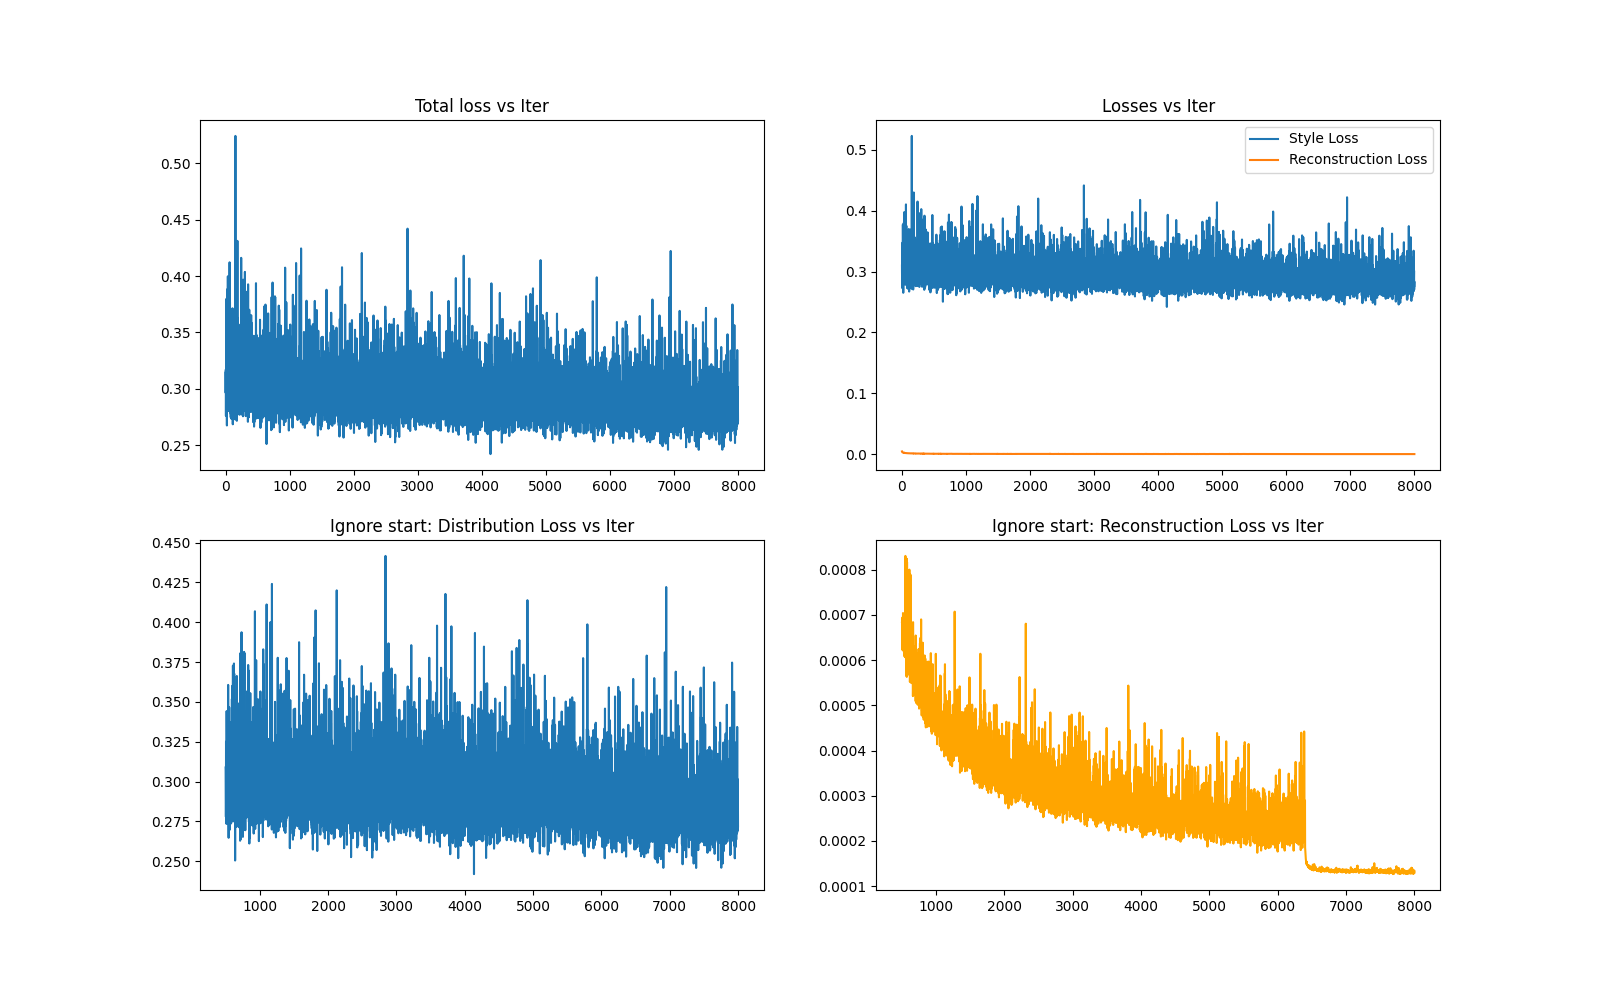 Total loss vs Iter
0.50
0.45
0.40
0.35
0.30
0.25
0 1000 2000 3000 4000 5000 6000 7000 8000
Losses vs Iter
Style Loss
Reconstruction Loss
0.5
0.4
0.3
0.2
0.1
0.0
0 1000 2000 3000 4000 5000 6000 7000 8000
Ignore start: Distribution Loss vs Iter
0.450
0.425
0.400
0.375
0.350
0.325
0.300
0.275
0.250
1000 2000 3000 4000 5000 6000 7000 8000
Ignore start: Reconstruction Loss vs Iter
0.0008
0.0007
0.0006
0.0005
0.0004
0.0003
0.0002
0.0001
1000 2000 3000 4000 5000 6000 7000 8000